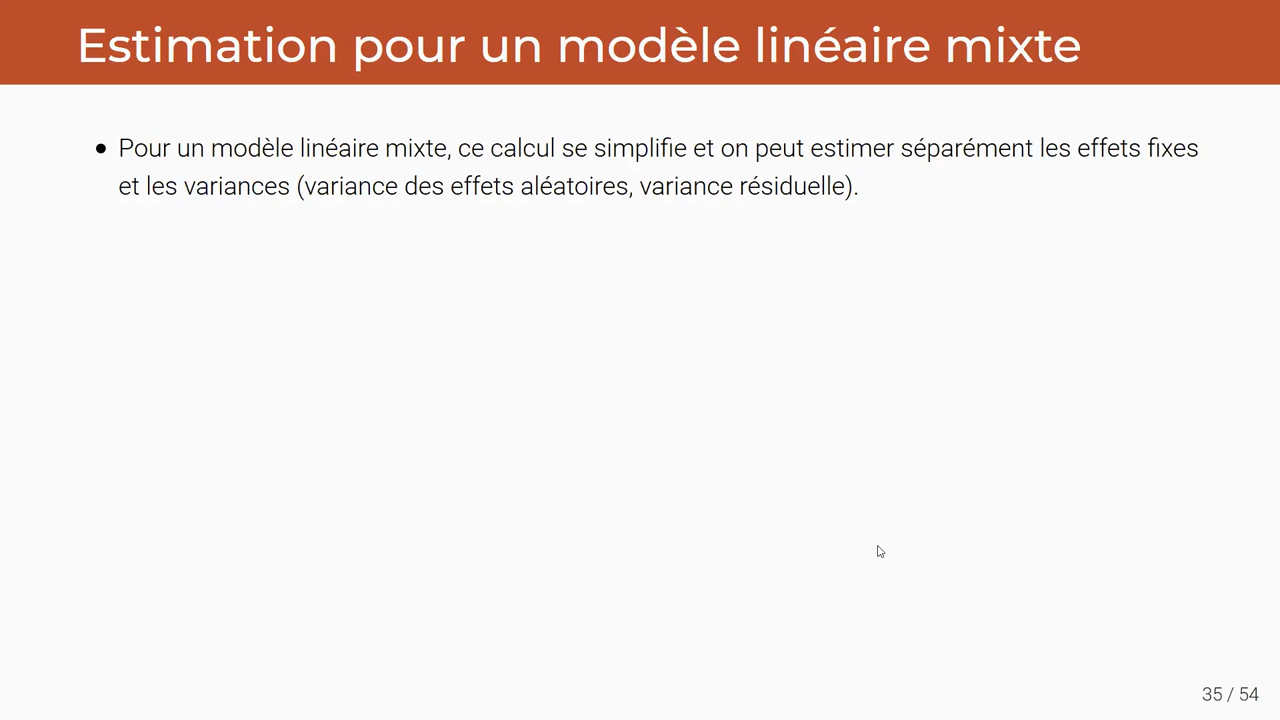 Estimation pour un modèle linéaire mixte
• Pour un modèle linéaire mixte, ce calcul se simplifie et on peut estimer séparément les effets fixes
et les variances (variance des effets aléatoires, variance résiduelle).
35 / 54